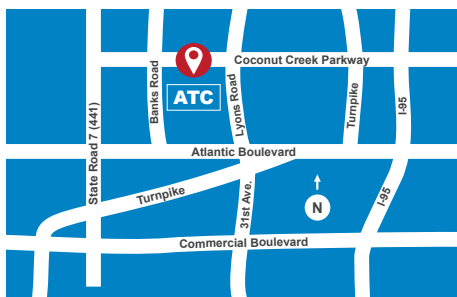 Coconut Creek Parkway
Banks Road
ATC
Lyons Road
Turnpike
I-95
State Road 7 (441)
Atlantic Boulevard
Turnpike
31st Ave.
N
I-95
Commercial Boulevard